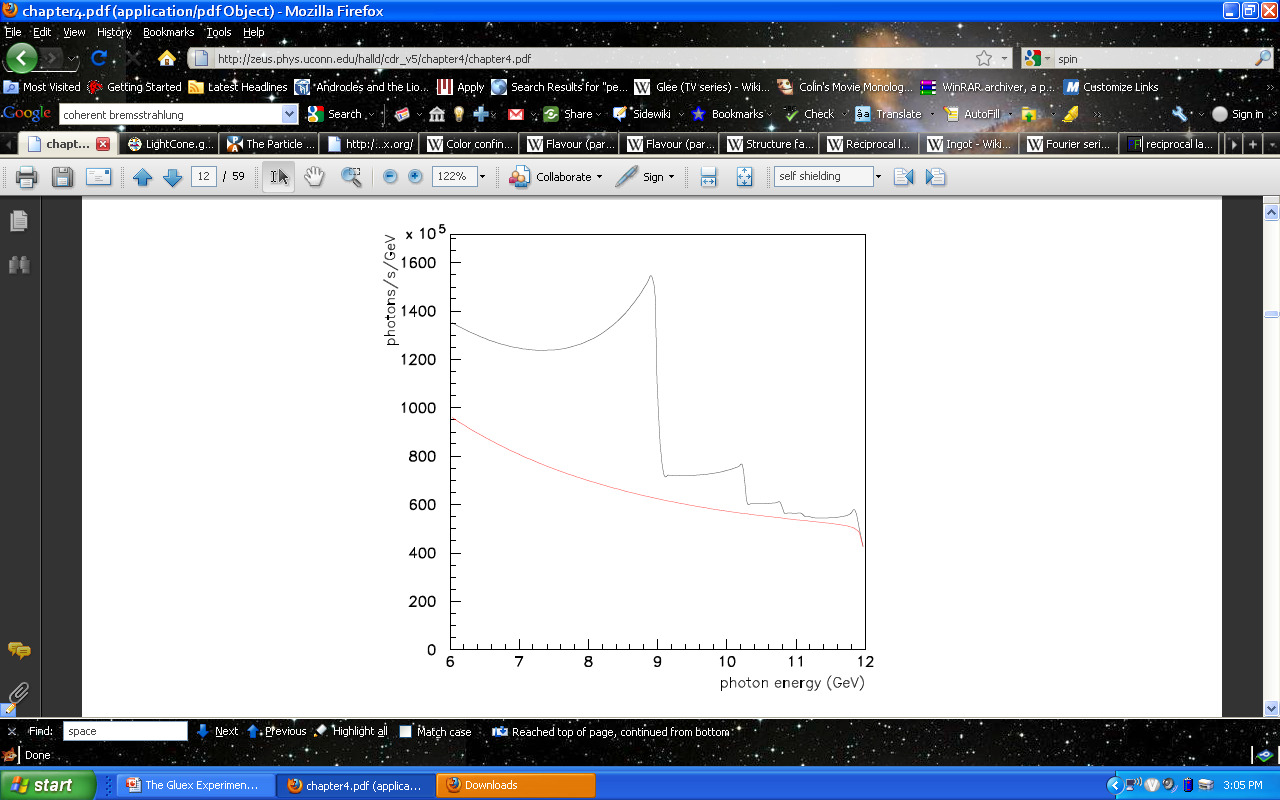 chapter4.pdf (application/pdf Object) - Mozilla Firefox
File Edit View History Bookmarks Tools Help
http://zeus.phys.uconn.edu/halld/cdr_v5/chapter4/chapter4.pdf spin
Most Visited Getting Started Latest Headlines "Androcles and the Lio... Apply Search Results for "pe... Glee (TV series) - Wiki... Colin's Movie Monolog... WinRAR archiver, a p... Customize Links
Google coherent bremsstrahlung Search Share Sidewiki Bookmarks Check Translate AutoFill Sign In
chapt... LightCone.g... The Particle ... http:/...x.org/ Color confin... Flavour (par... Flavour (par... Structure fa... Reciprocal l... Ingot - Wiki... Fourier seri... reciprocal la...
12 / 59 122% Collaborate Sign self shielding
x 10 5
photons/s/GeV
1600
1400
1200
1000
800
600
400
200
0
6 7 8 9 10 11 12
photon energy (GeV)
Find: space Next Previous Highlight all Match case Reached top of page, continued from bottom
Done
start The Gluex Experimen... chapter4.pdf (applica... Downloads 3:05 PM